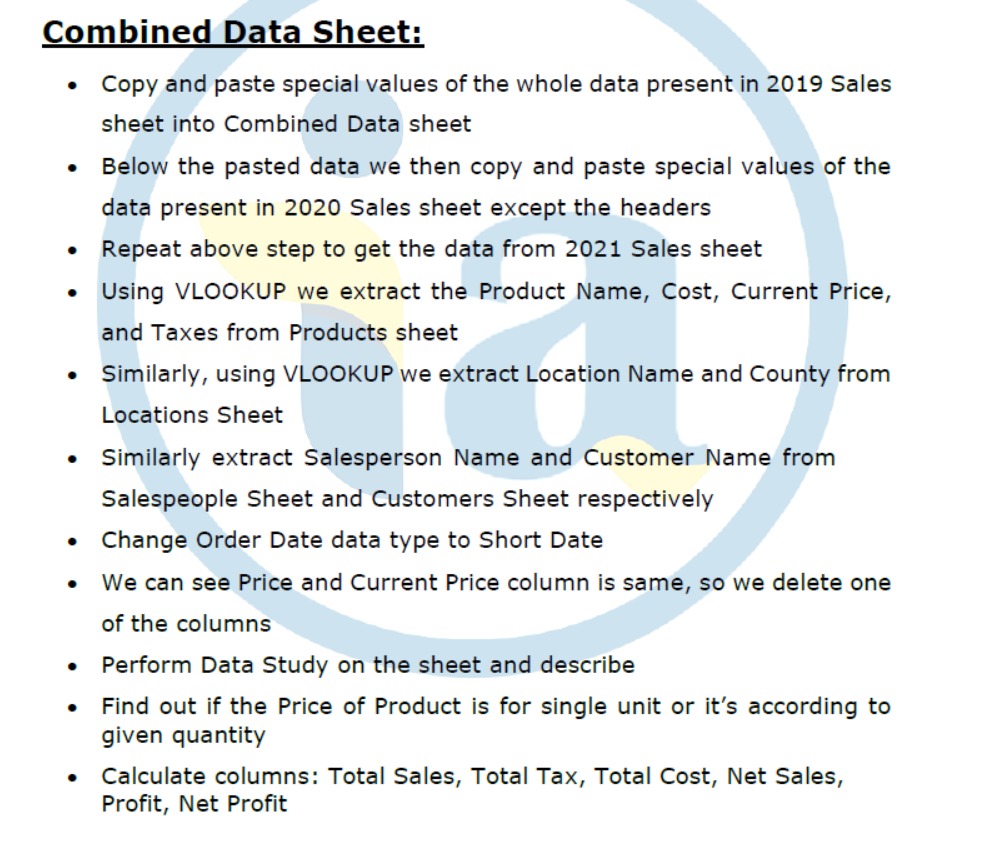 Combined Data Sheet:
• Copy and paste special values of the whole data present in 2019 Sales
sheet into Combined Data sheet
• Below the pasted data we then copy and paste special values of the
data present in 2020 Sales sheet except the headers
• Repeat above step to get the data from 2021 Sales sheet
• Using VLOOKUP we extract the Product Name, Cost, Current Price,
and Taxes from Products sheet
• Similarly, using VLOOKUP we extract Location Name and County from
Locations Sheet
• Similarly extract Salesperson Name and Customer Name from
Salespeople Sheet and Customers Sheet respectively
• Change Order Date data type to Short Date
• We can see Price and Current Price column is same, so we delete one
of the columns
• Perform Data Study on the sheet and describe
• Find out if the Price of Product is for single unit or it's according to
given quantity
• Calculate columns: Total Sales, Total Tax, Total Cost, Net Sales,
Profit, Net Profit
ia